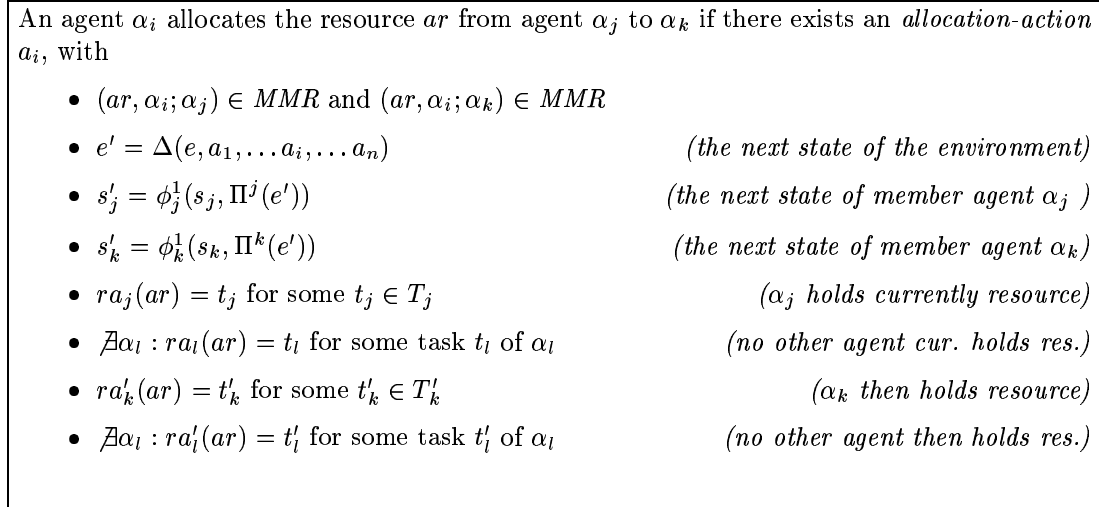 An agent αᵢ allocates the resource ar from agent αⱼ to αₖ if there exists an allocation-action
aᵢ, with
• (ar, αᵢ; αⱼ) ∈ MMR and (ar, αᵢ; αₖ) ∈ MMR
• e′ = Δ(e, a₁, … aᵢ, … aₙ) (the next state of the environment)
• s′ⱼ = ϕ¹ⱼ(sⱼ, Πʲ(e′)) (the next state of member agent αⱼ )
• s′ₖ = ϕ¹ₖ(sₖ, Πᵏ(e′)) (the next state of member agent αₖ)
• raⱼ(ar) = tⱼ for some tⱼ ∈ Tⱼ (αⱼ holds currently resource)
• ∄αₗ : raₗ(ar) = tₗ for some task tₗ of αₗ (no other agent cur. holds res.)
• ra′ₖ(ar) = t′ₖ for some t′ₖ ∈ T′ₖ (αₖ then holds resource)
• ∄αₗ : ra′ₗ(ar) = t′ₗ for some task t′ₗ of αₗ (no other agent then holds res.)